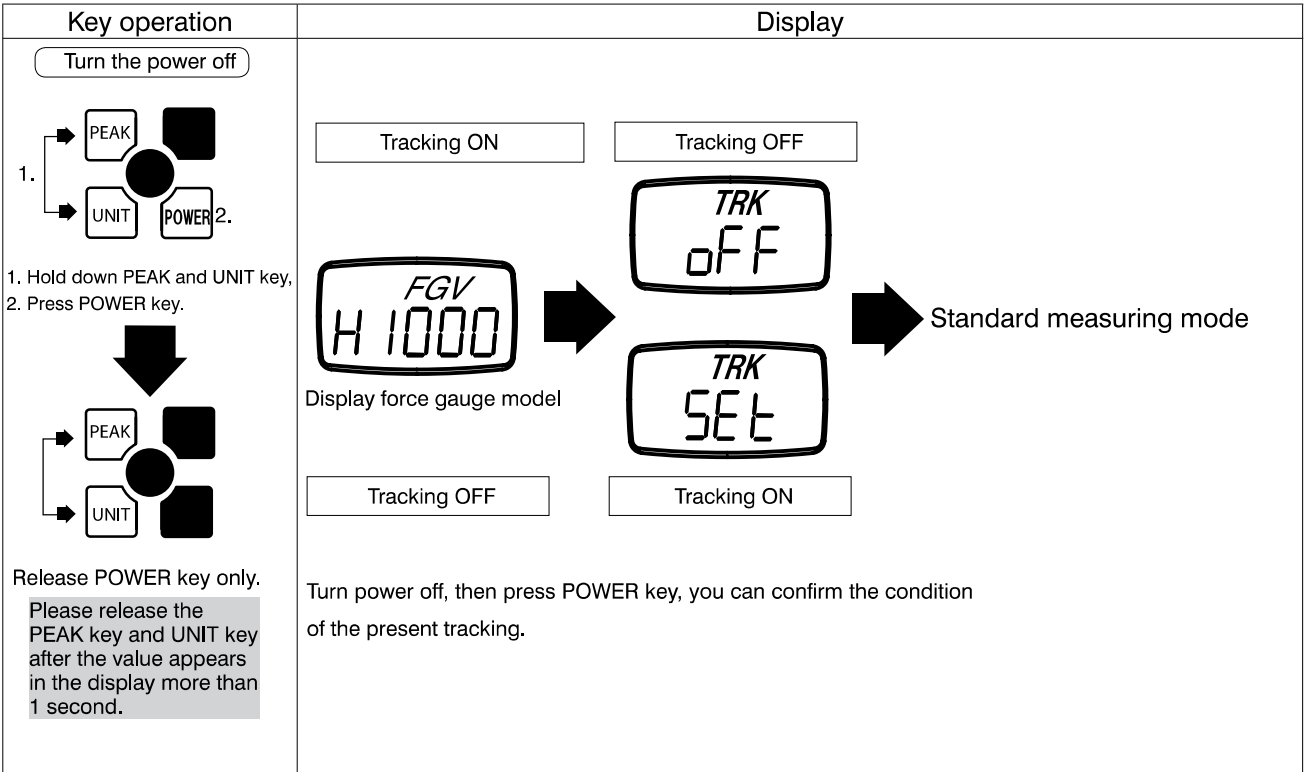 Key operation
Display
Turn the power off
PEAK
1.
UNIT
POWER
2.
1. Hold down PEAK and UNIT key,
2. Press POWER key.
PEAK
UNIT
Release POWER key only.
Please release the
PEAK key and UNIT key
after the value appears
in the display more than
1 second.
Tracking ON
Tracking OFF
TRK
oFF
FGV
H1000
Display force gauge model
Standard measuring mode
TRK
SEt
Tracking OFF
Tracking ON
Turn power off, then press POWER key, you can confirm the condition
of the present tracking.